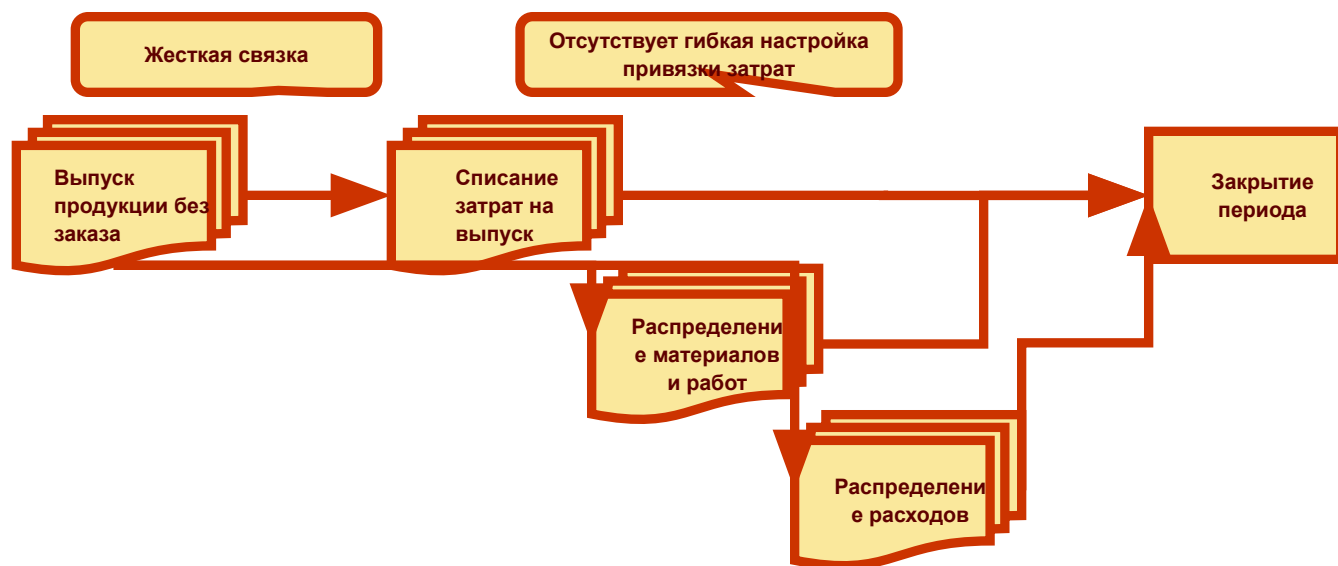 Жесткая связка
Отсутствует гибкая настройка
привязки затрат
Выпуск
продукции без
заказа
Списание
затрат на
выпуск
Закрытие
периода
Распределени
е материалов
и работ
Распределени
е расходов